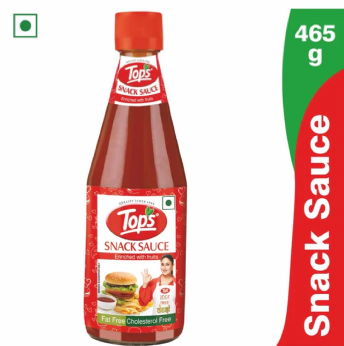 465
g
Tops
SNACK SAUCE
Enriched with fruits
Tops
SNACK SAUCE
Enriched with fruits
Fat Free Cholesterol Free
Snack Sauce